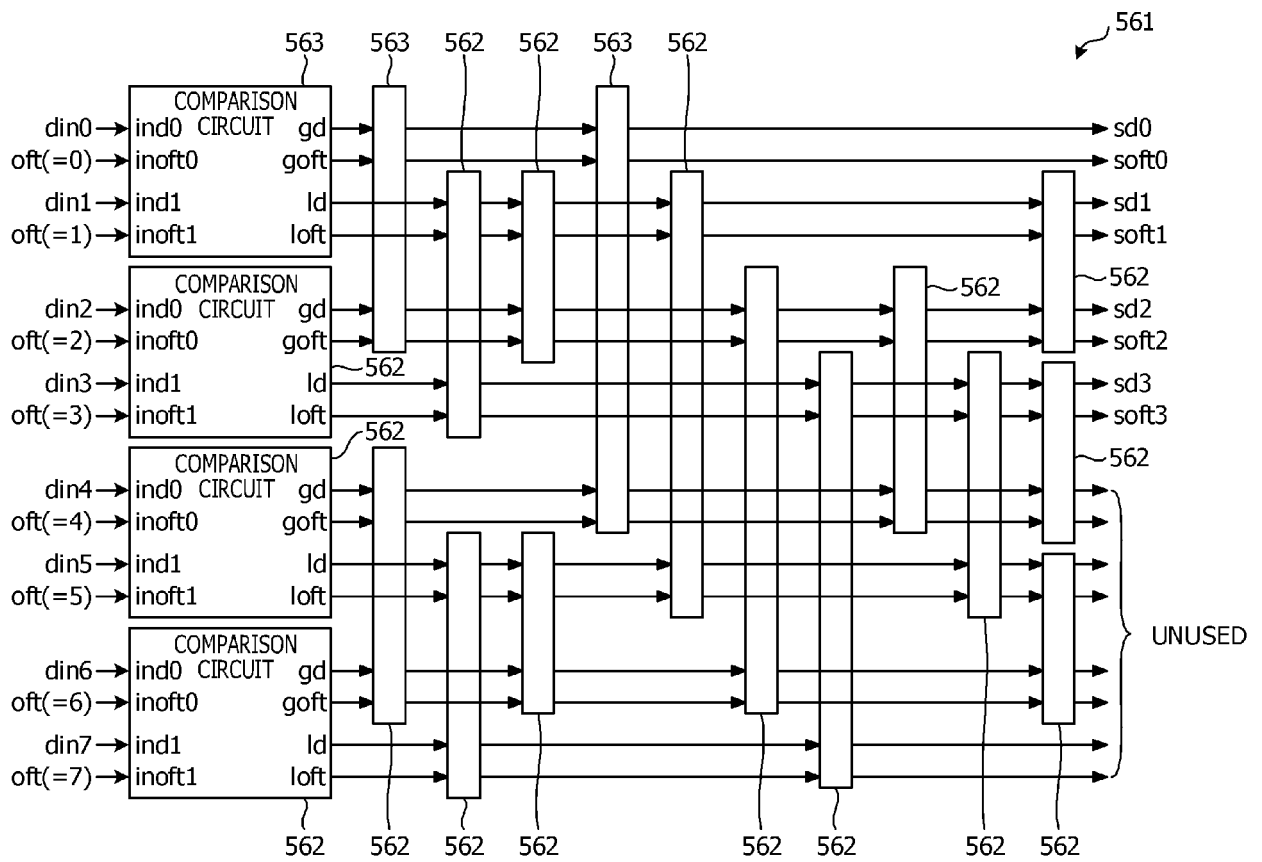 561
563 563 562 562 563 562
COMPARISON
CIRCUIT
din0 ind0 gd sd0
oft(=0) inoft0 goft soft0
din1 ind1 ld sd1
oft(=1) inoft1 loft soft1
COMPARISON
CIRCUIT
562
562
din2 ind0 gd sd2
oft(=2) inoft0 goft soft2
562
din3 ind1 ld sd3
oft(=3) inoft1 loft soft3
562
COMPARISON
CIRCUIT
562
din4 ind0 gd
oft(=4) inoft0 goft
din5 ind1 ld
oft(=5) inoft1 loft
UNUSED
COMPARISON
CIRCUIT
din6 ind0 gd
oft(=6) inoft0 goft
din7 ind1 ld
oft(=7) inoft1 loft
562 562 562 562 562 562 562 562